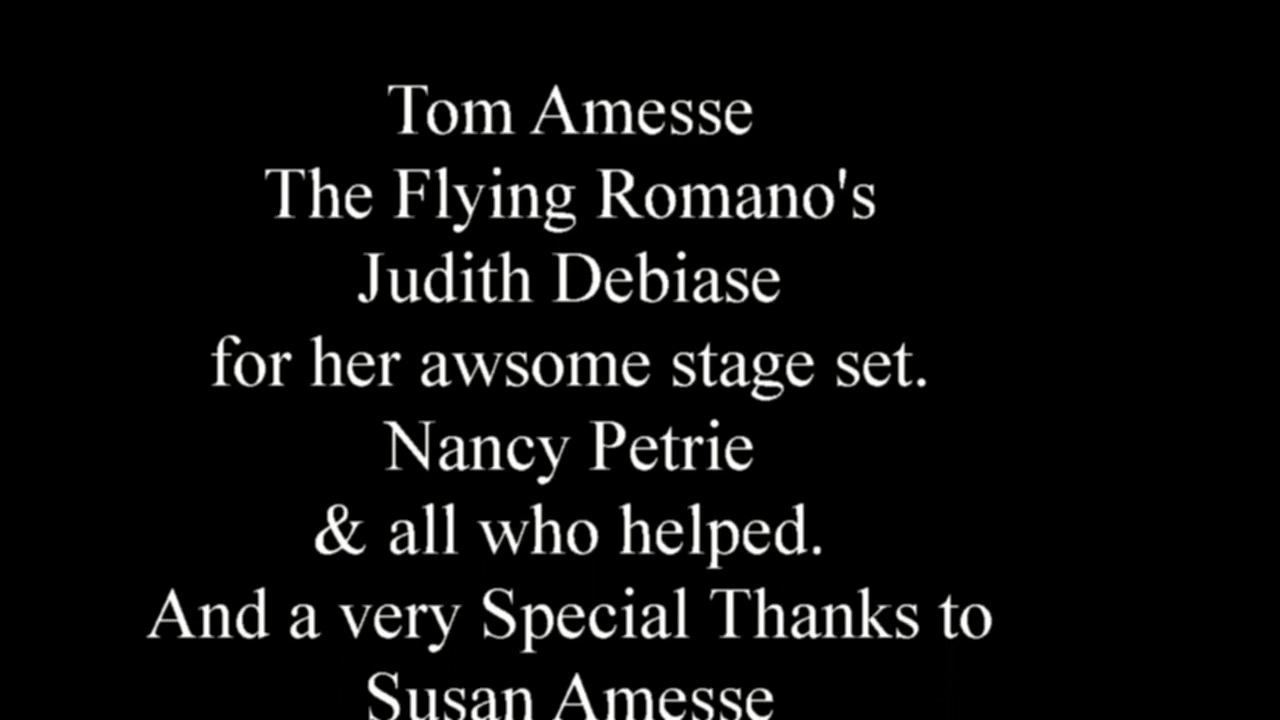 Tom Amesse
The Flying Romano's
Judith Debiase
for her awsome stage set.
Nancy Petrie
& all who helped.
And a very Special Thanks to
Susan Amesse